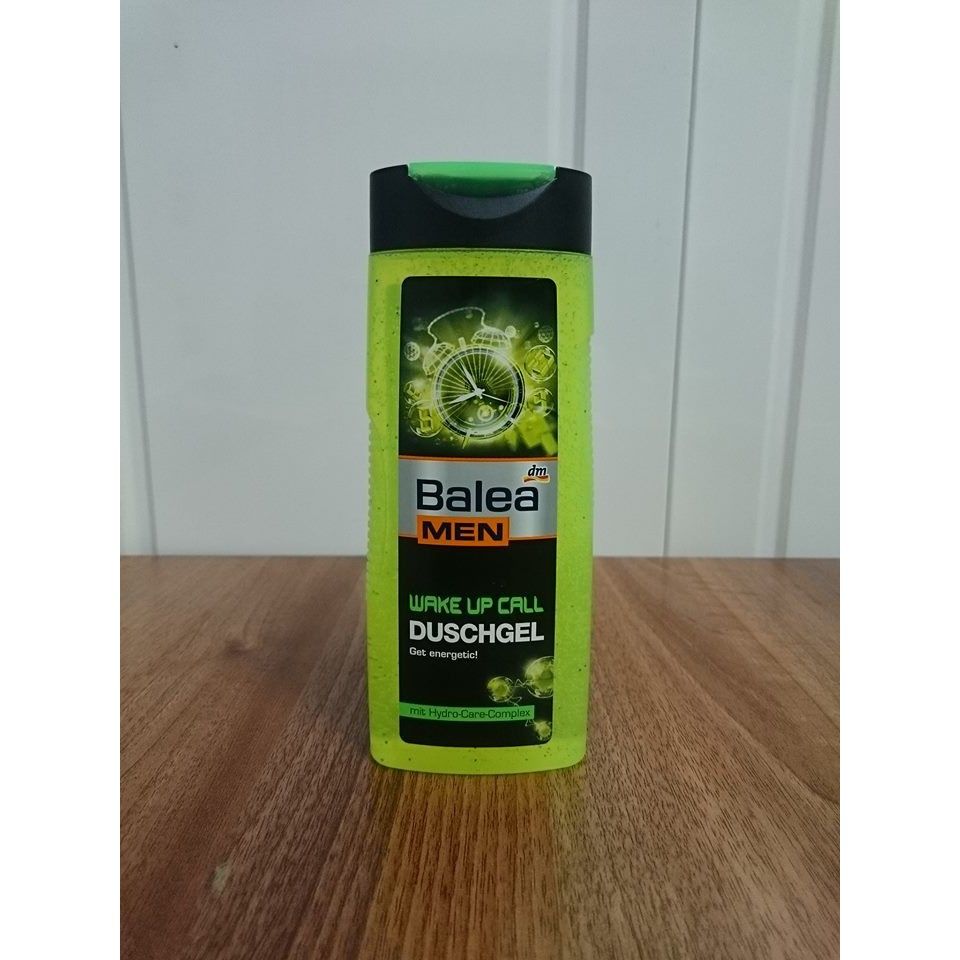 dm
Balea
MEN
WAKE UP CALL
DUSCHGEL
Get energetic!
mit Hydro-Care-Complex